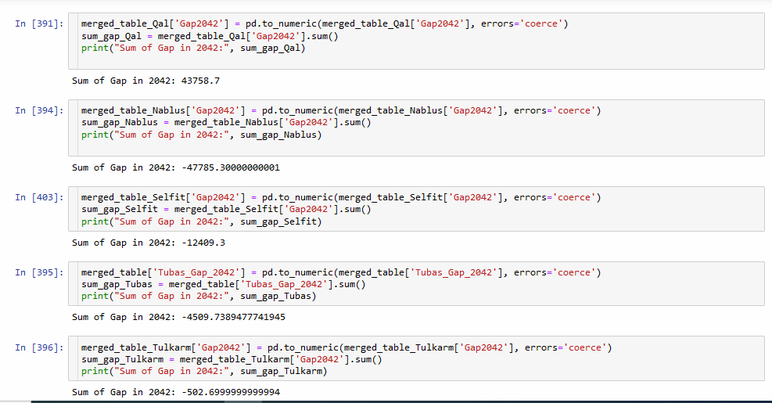 In [391]: merged_table_Qal['Gap2042'] = pd.to_numeric(merged_table_Qal['Gap2042'], errors='coerce')
sum_gap_Qal = merged_table_Qal['Gap2042'].sum()
print("Sum of Gap in 2042:", sum_gap_Qal)
Sum of Gap in 2042: 43758.7
In [394]: merged_table_Nablus['Gap2042'] = pd.to_numeric(merged_table_Nablus['Gap2042'], errors='coerce')
sum_gap_Nablus = merged_table_Nablus['Gap2042'].sum()
print("Sum of Gap in 2042:", sum_gap_Nablus)
Sum of Gap in 2042: -47785.30000000001
In [403]: merged_table_Selfit['Gap2042'] = pd.to_numeric(merged_table_Selfit['Gap2042'], errors='coerce')
sum_gap_Selfit = merged_table_Selfit['Gap2042'].sum()
print("Sum of Gap in 2042:", sum_gap_Selfit)
Sum of Gap in 2042: -12409.3
In [395]: merged_table['Tubas_Gap_2042'] = pd.to_numeric(merged_table['Tubas_Gap_2042'], errors='coerce')
sum_gap_Tubas = merged_table['Tubas_Gap_2042'].sum()
print("Sum of Gap in 2042:", sum_gap_Tubas)
Sum of Gap in 2042: -4509.7389477741945
In [396]: merged_table_Tulkarm['Gap2042'] = pd.to_numeric(merged_table_Tulkarm['Gap2042'], errors='coerce')
sum_gap_Tulkarm = merged_table_Tulkarm['Gap2042'].sum()
print("Sum of Gap in 2042:", sum_gap_Tulkarm)
Sum of Gap in 2042: -502.6999999999994